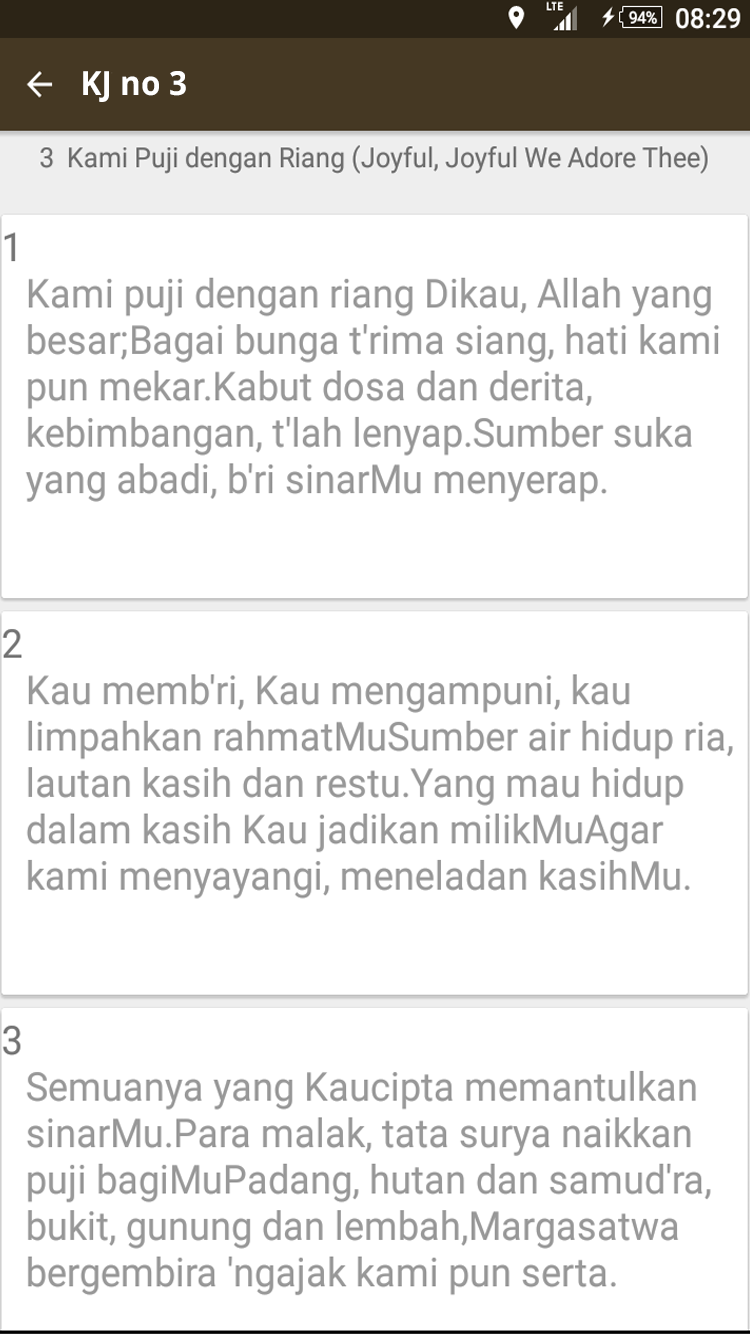 LTE 94% 08:29
KJ no 3
3 Kami Puji dengan Riang (Joyful, Joyful We Adore Thee)
1
Kami puji dengan riang Dikau, Allah yang
besar;Bagai bunga t'rima siang, hati kami
pun mekar.Kabut dosa dan derita,
kebimbangan, t'lah lenyap.Sumber suka
yang abadi, b'ri sinarMu menyerap.
2
Kau memb'ri, Kau mengampuni, kau
limpahkan rahmatMuSumber air hidup ria,
lautan kasih dan restu.Yang mau hidup
dalam kasih Kau jadikan milikMuAgar
kami menyayangi, meneladan kasihMu.
3
Semuanya yang Kaucipta memantulkan
sinarMu.Para malak, tata surya naikkan
puji bagiMuPadang, hutan dan samud'ra,
bukit, gunung dan lembah,Margasatwa
bergembira 'ngajak kami pun serta.